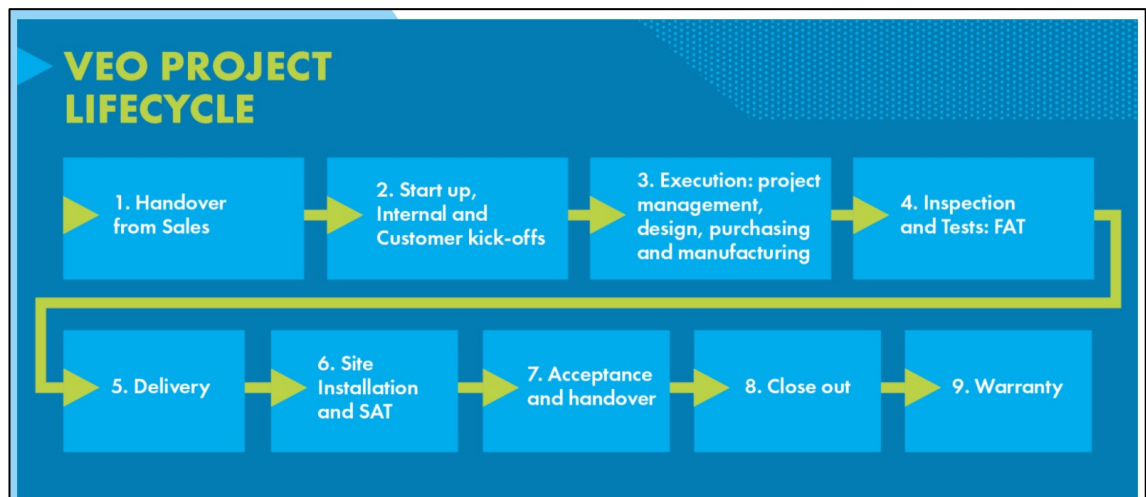 VEO PROJECT
LIFECYCLE
1. Handover
from Sales
2. Start up,
Internal and
Customer kick-offs
3. Execution: project
management,
design, purchasing
and manufacturing
4. Inspection
and Tests: FAT
5. Delivery
6. Site
Installation
and SAT
7. Acceptance
and handover
8. Close out
9. Warranty